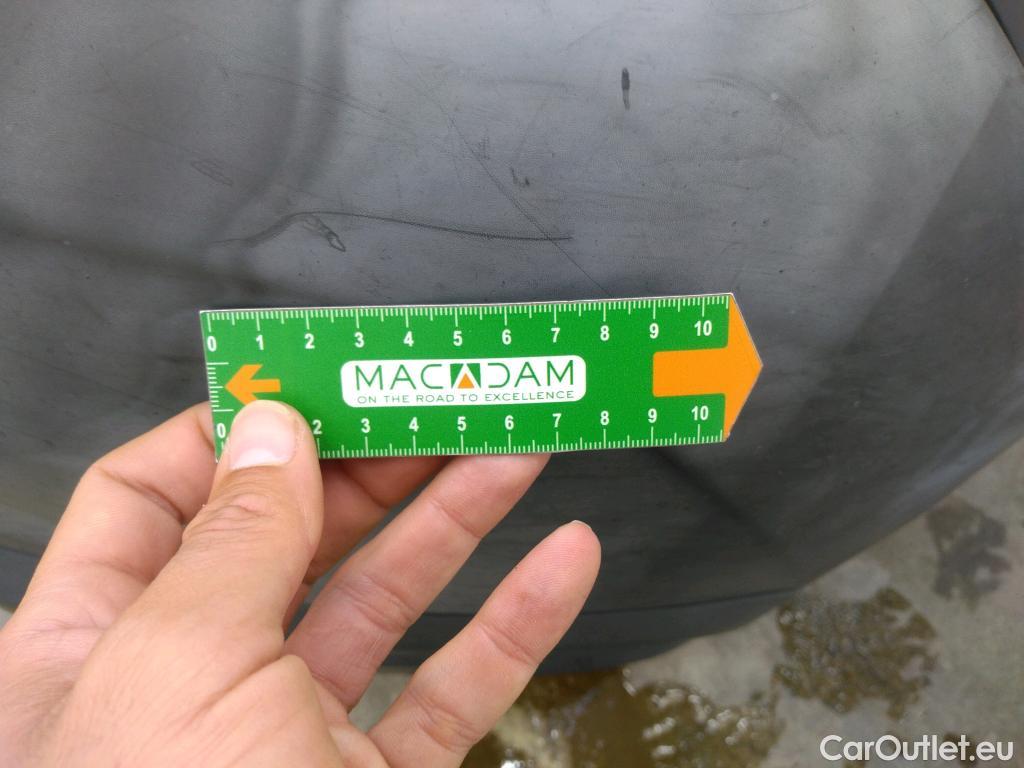 0 1 2 3 4 5 6 7 8 9 10
MACADAM
ON THE ROAD TO EXCELLENCE
0 2 3 4 5 6 7 8 9 10
CarOutlet.eu